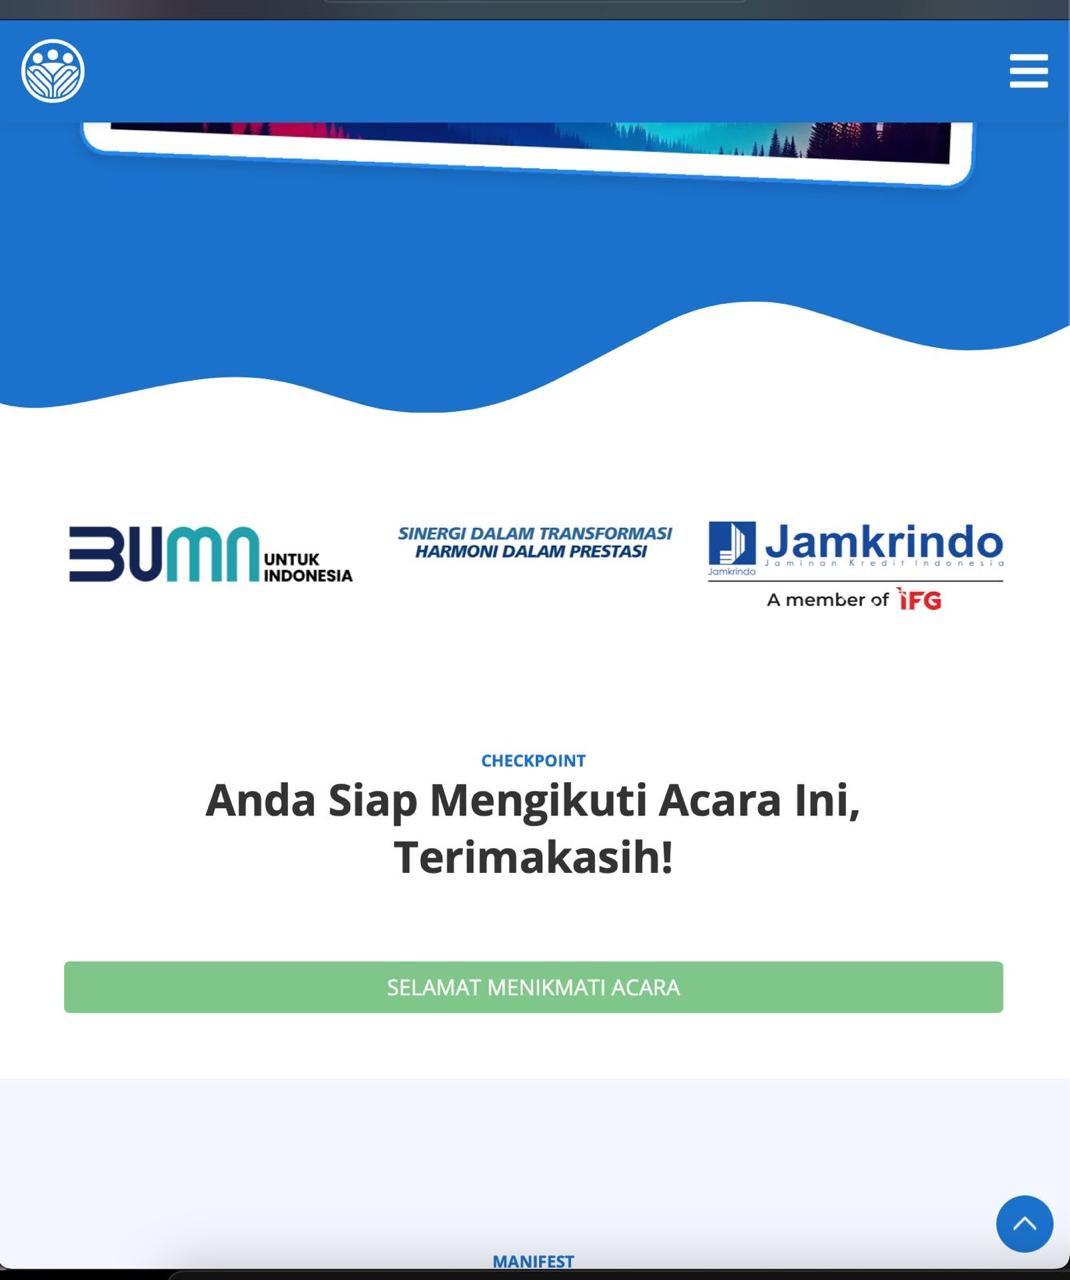 BUMN
UNTUK
INDONESIA
SINERGI DALAM TRANSFORMASI
HARMONI DALAM PRESTASI
Jamkrindo
Jamkrindo
Jaminan Kredit Indonesia
A member of IFG
CHECKPOINT
Anda Siap Mengikuti Acara Ini,
Terimakasih!
SELAMAT MENIKMATI ACARA
MANIFEST